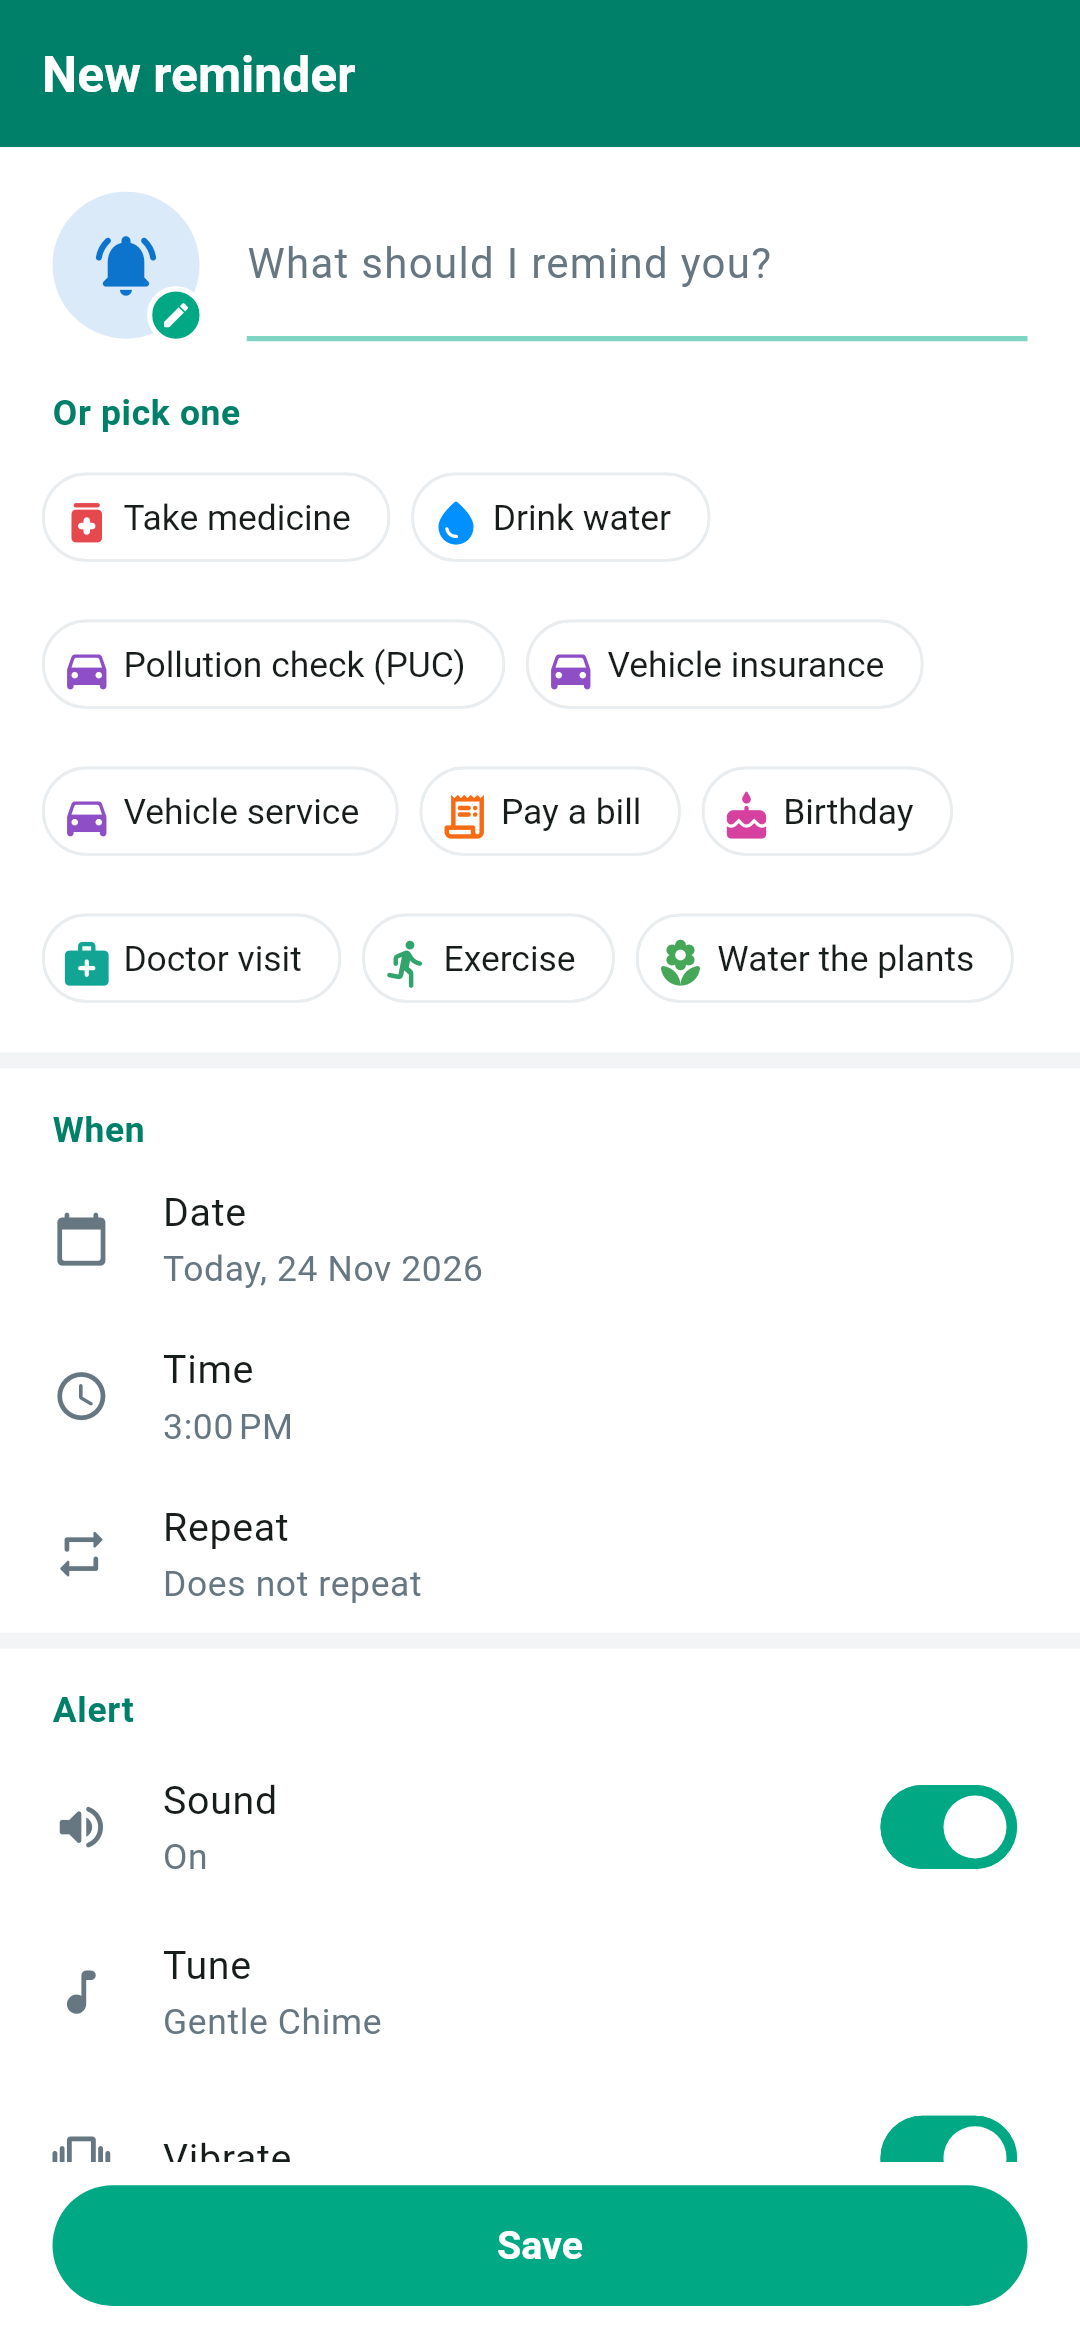 New reminder
What should I remind you?
Or pick one
Take medicine
Drink water
Pollution check (PUC)
Vehicle insurance
Vehicle service
Pay a bill
Birthday
Doctor visit
Exercise
Water the plants
When
Date
Today, 24 Nov 2026
Time
3:00 PM
Repeat
Does not repeat
Alert
Sound
On
Tune
Gentle Chime
Vibrate
Save